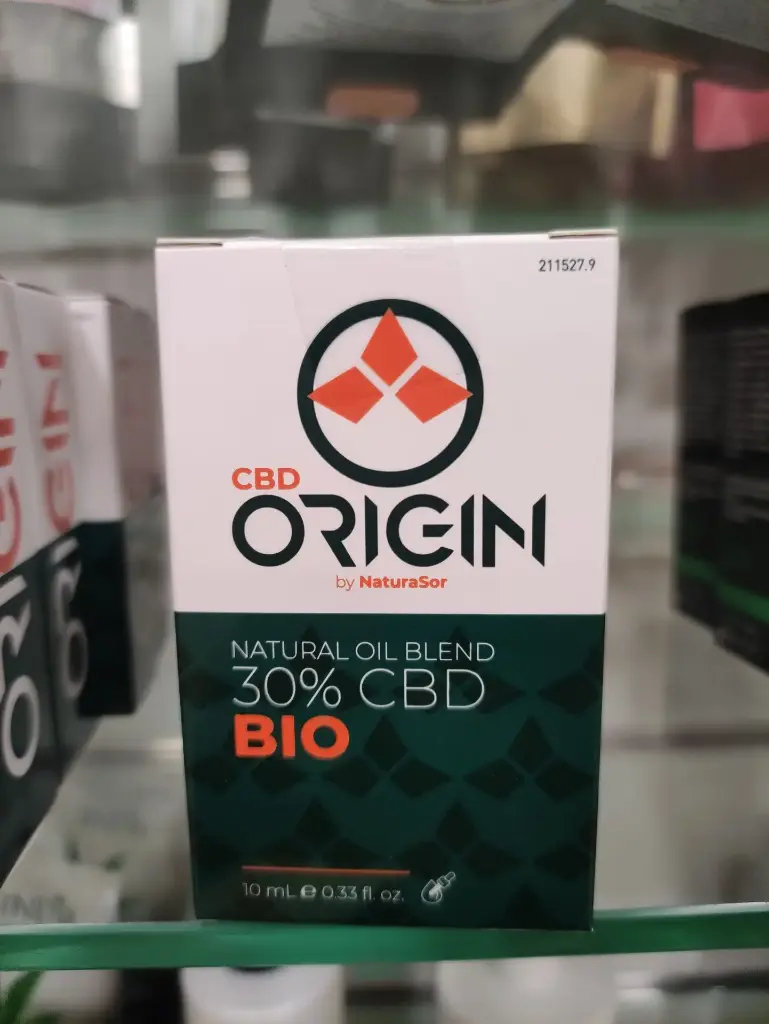 211527.9
CBD
ORIGIN
by NaturaSor
NATURAL OIL BLEND
30% CBD
BIO
10 mL ℮ 0.33 fl. oz.